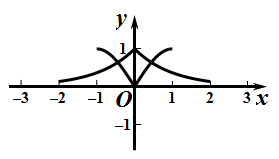 y
1
–3 –2 –1 O 1 2 3 x
–1